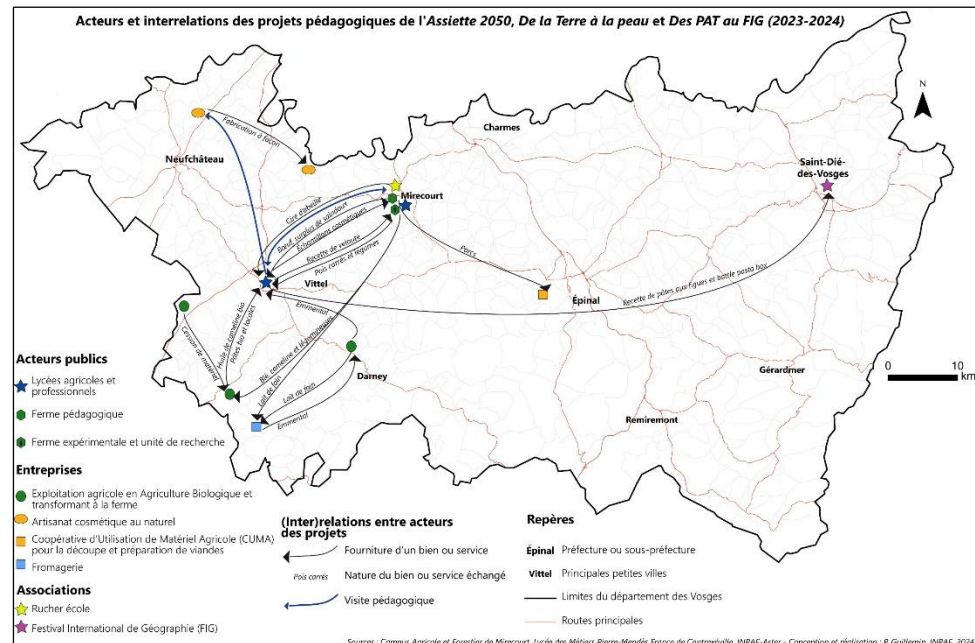 Acteurs et interrelations des projets pédagogiques de l'Assiette 2050, De la Terre à la peau et Des PAT au FIG (2023-2024)
N
Fabrication à façon
Charmes
Neufchâteau
Saint-Dié-
des-Vosges
Mirecourt
Cire d'abeille
Bœuf, surplus de saindoux
Échantillons cosmétiques
Recette de velouté
Pois carrés et légumes
Porcs
Vittel
Recette de pâtes aux figues et battle pasta box
Épinal
Emmental
Huile de cameline bio
Pâtes bio et locales
Cession de matériel
Blé, cameline et légumineuses
Lait de foin
Lait de foin
Emmental
Darney
Gérardmer
Remiremont
0 10
km
Acteurs publics
Lycées agricoles et
professionnels
Ferme pédagogique
Ferme expérimentale et unité de recherche
Entreprises
Exploitation agricole en Agriculture Biologique et
transformant à la ferme
Artisanat cosmétique au naturel
Coopérative d'Utilisation de Matériel Agricole (CUMA)
pour la découpe et préparation de viandes
Fromagerie
Associations
Rucher école
Festival International de Géographie (FIG)
(Inter)relations entre acteurs
des projets
Fourniture d'un bien ou service
Pois carrés Nature du bien ou service échangé
Visite pédagogique
Repères
Épinal Préfecture ou sous-préfecture
Vittel Principales petites villes
Limites du département des Vosges
Routes principales
Sources : Campus Agricole et Forestier de Mirecourt, Lycée des Métiers Pierre-Mendès France de Contrexéville, INRAE-Aster - Conception et réalisation : P. Guillemin, INRAE, 2024